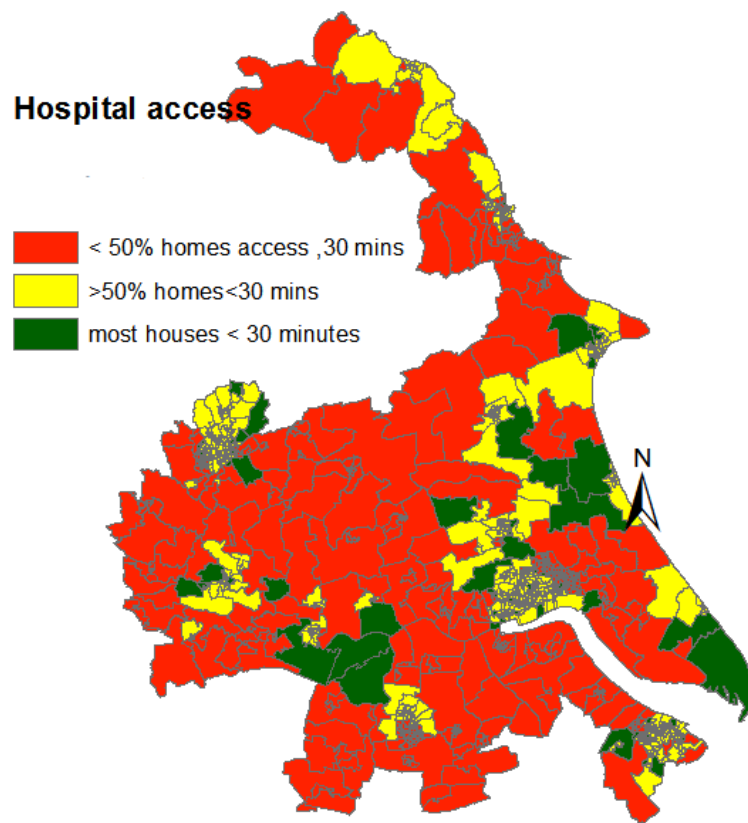 Hospital access
< 50% homes access ,30 mins
>50% homes<30 mins
most houses < 30 minutes
N